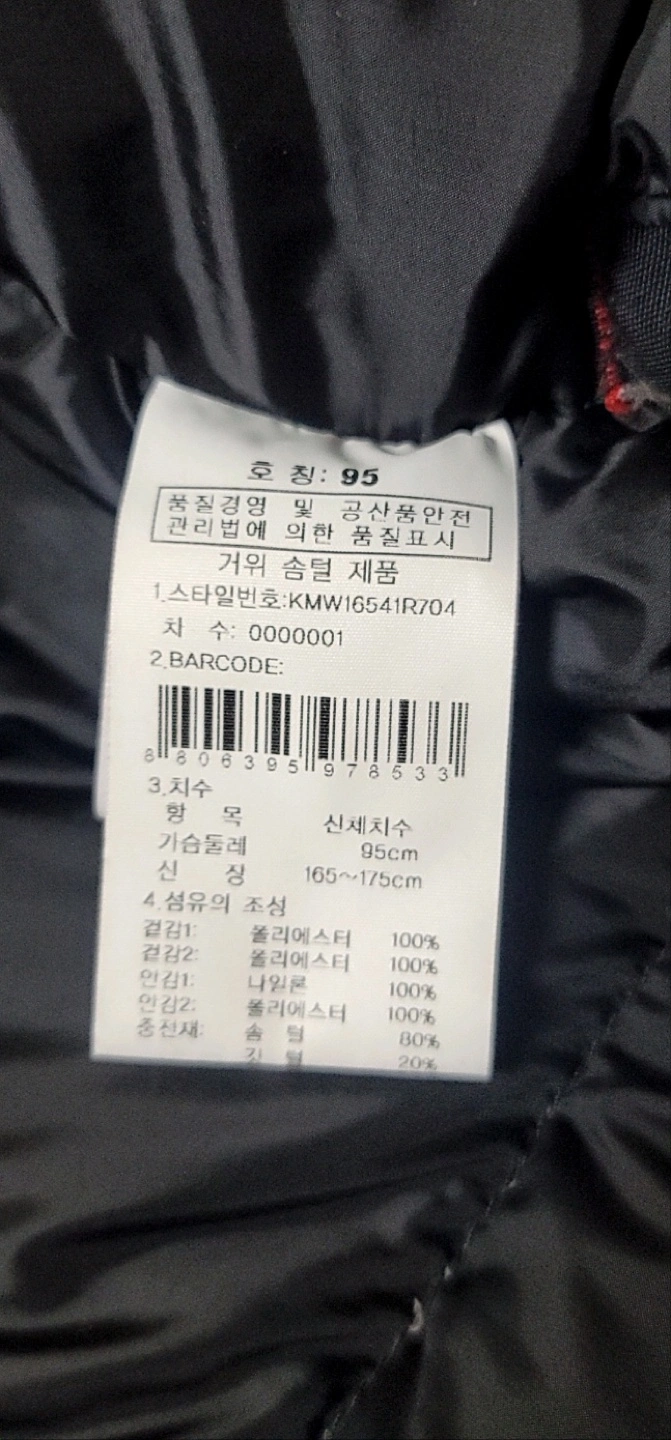 호 칭: 95
품질경영 및 공산품안전
관리법에 의한 품질표시
거위 솜털 제품
1.스타일번호:KMW16541R704
차 수: 0000001
2.BARCODE:
8 806395 978533
3.치수
항 목 신체치수
가슴둘레 95cm
신 장 165~175cm
4.섬유의 조성
겉감1: 폴리에스터 100%
겉감2: 폴리에스터 100%
안감1: 나일론 100%
안감2: 폴리에스터 100%
충전재: 솜 털 80%
깃 털 20%